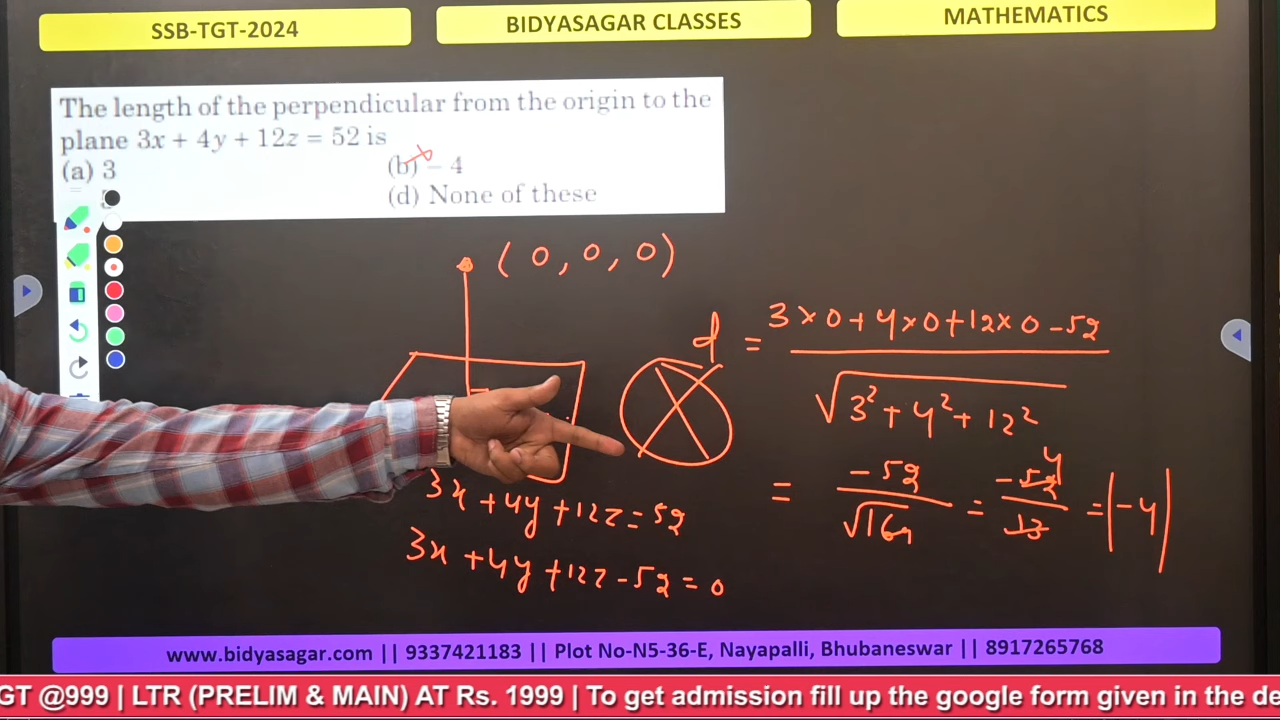 SSB-TGT-2024
BIDYASAGAR CLASSES
MATHEMATICS
The length of the perpendicular from the origin to the
plane 3x + 4y + 12z = 52 is
(a) 3
(b) – 4
(d) None of these
(0, 0, 0)
d = 3×0+4×0+12×0-52
√3²+4²+12²
= -52/√169 = -52/13 = |-4|
4
3x+4y+12z=52
3x+4y+12z-52=0
www.bidyasagar.com || 9337421183 || Plot No-N5-36-E, Nayapalli, Bhubaneswar || 8917265768
GT @999 | LTR (PRELIM & MAIN) AT Rs. 1999 | To get admission fill up the google form given in the de